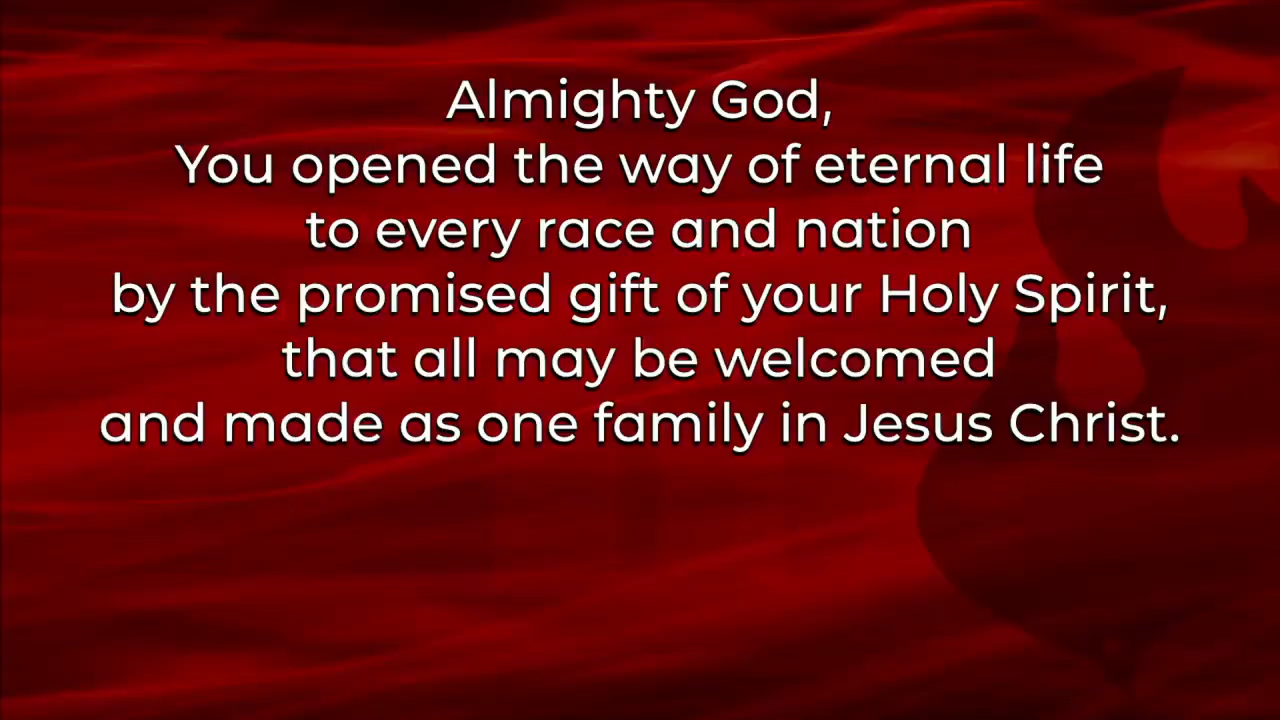 Almighty God,
You opened the way of eternal life
to every race and nation
by the promised gift of your Holy Spirit,
that all may be welcomed
and made as one family in Jesus Christ.